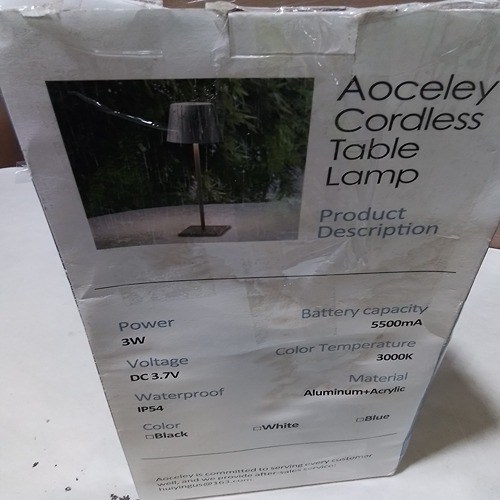 Aoceley
Cordless
Table
Lamp
Product
Description
Power
3W
Battery capacity
5500mA
Voltage
DC 3.7V
Color Temperature
3000K
Waterproof
IP54
Material
Aluminum+Acrylic
Color
□Black □White □Blue
Aoceley is committed to serving every customer
well, and we provide after-sales service: